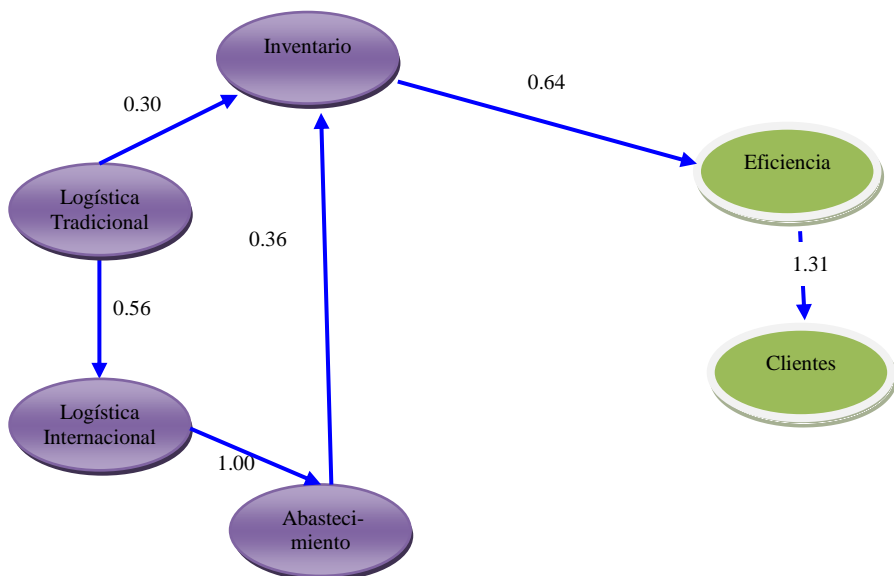 Inventario
0.64
0.30
Eficiencia
Logística
Tradicional
0.36
1.31
0.56
Clientes
Logística
Internacional
1.00
Abasteci-
miento